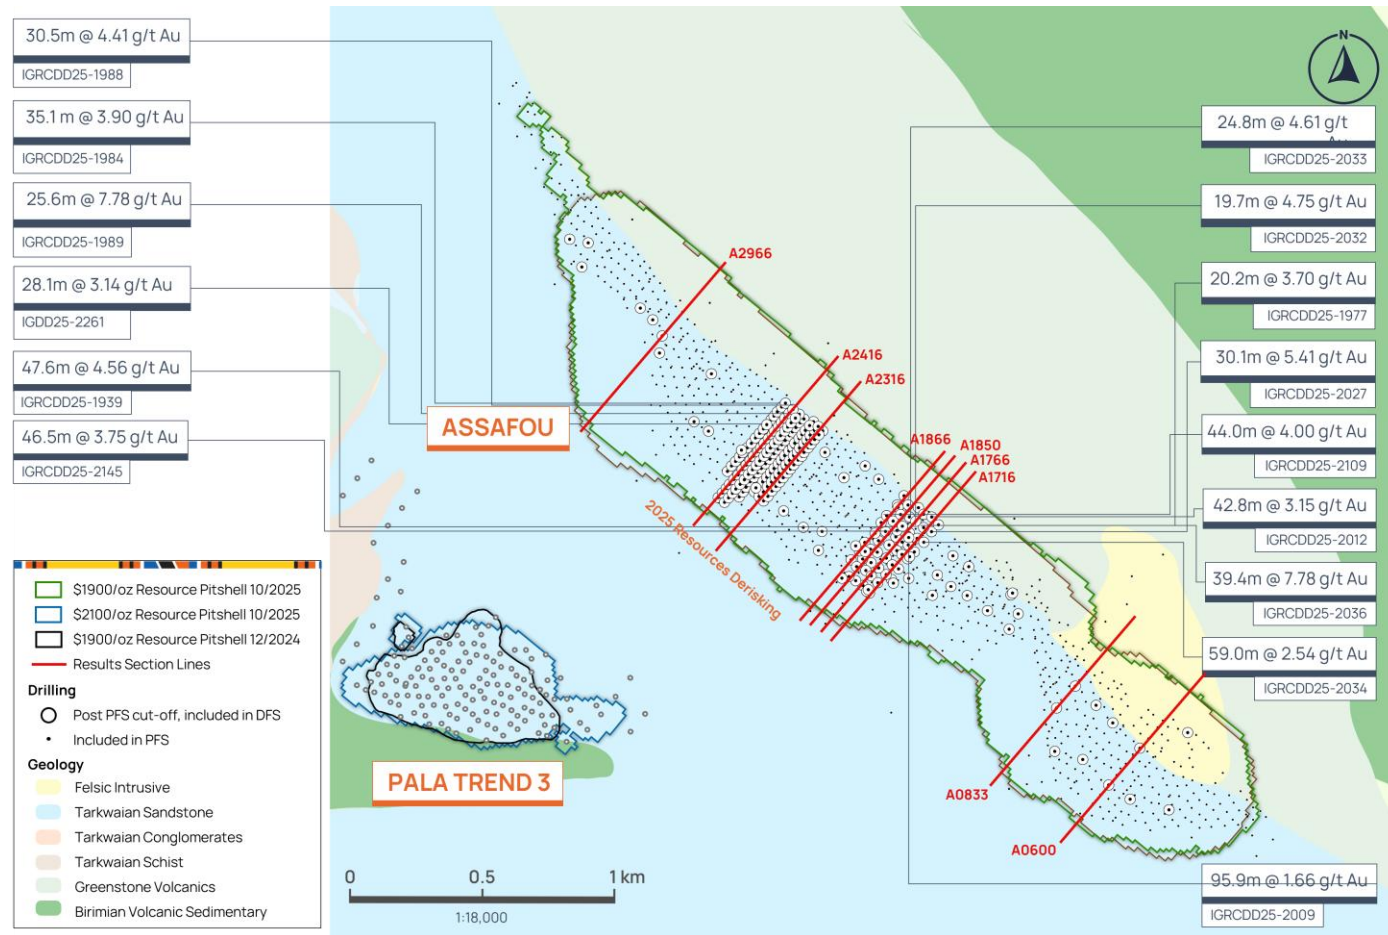 30.5m @ 4.41 g/t Au
IGRCDD25-1988
35.1 m @ 3.90 g/t Au
IGRCDD25-1984
25.6m @ 7.78 g/t Au
IGRCDD25-1989
28.1m @ 3.14 g/t Au
IGDD25-2261
47.6m @ 4.56 g/t Au
IGRCDD25-1939
46.5m @ 3.75 g/t Au
IGRCDD25-2145
N
24.8m @ 4.61 g/t
IGRCDD25-2033
19.7m @ 4.75 g/t Au
IGRCDD25-2032
20.2m @ 3.70 g/t Au
IGRCDD25-1977
30.1m @ 5.41 g/t Au
IGRCDD25-2027
44.0m @ 4.00 g/t Au
IGRCDD25-2109
42.8m @ 3.15 g/t Au
IGRCDD25-2012
39.4m @ 7.78 g/t Au
IGRCDD25-2036
59.0m @ 2.54 g/t Au
IGRCDD25-2034
95.9m @ 1.66 g/t Au
IGRCDD25-2009
A2966
A2416
A2316
A1866
A1850
A1766
A1716
A0833
A0600
ASSAFOU
2025 Resources Derisking
PALA TREND 3
$1900/oz Resource Pitshell 10/2025
$2100/oz Resource Pitshell 10/2025
$1900/oz Resource Pitshell 12/2024
Results Section Lines
Drilling
Post PFS cut-off, included in DFS
Included in PFS
Geology
Felsic Intrusive
Tarkwaian Sandstone
Tarkwaian Conglomerates
Tarkwaian Schist
Greenstone Volcanics
Birimian Volcanic Sedimentary
0 0.5 1 km
1:18,000